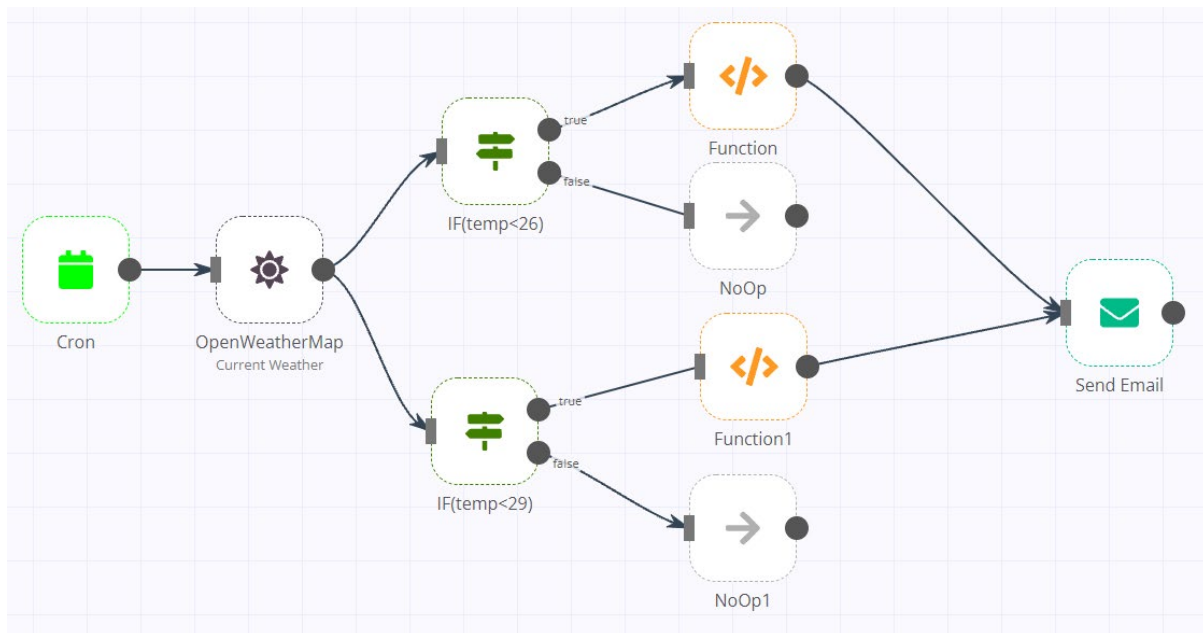 true
Function
false
IF(temp<26)
NoOp
Cron
OpenWeatherMap
Current Weather
Send Email
true
Function1
false
IF(temp<29)
NoOp1